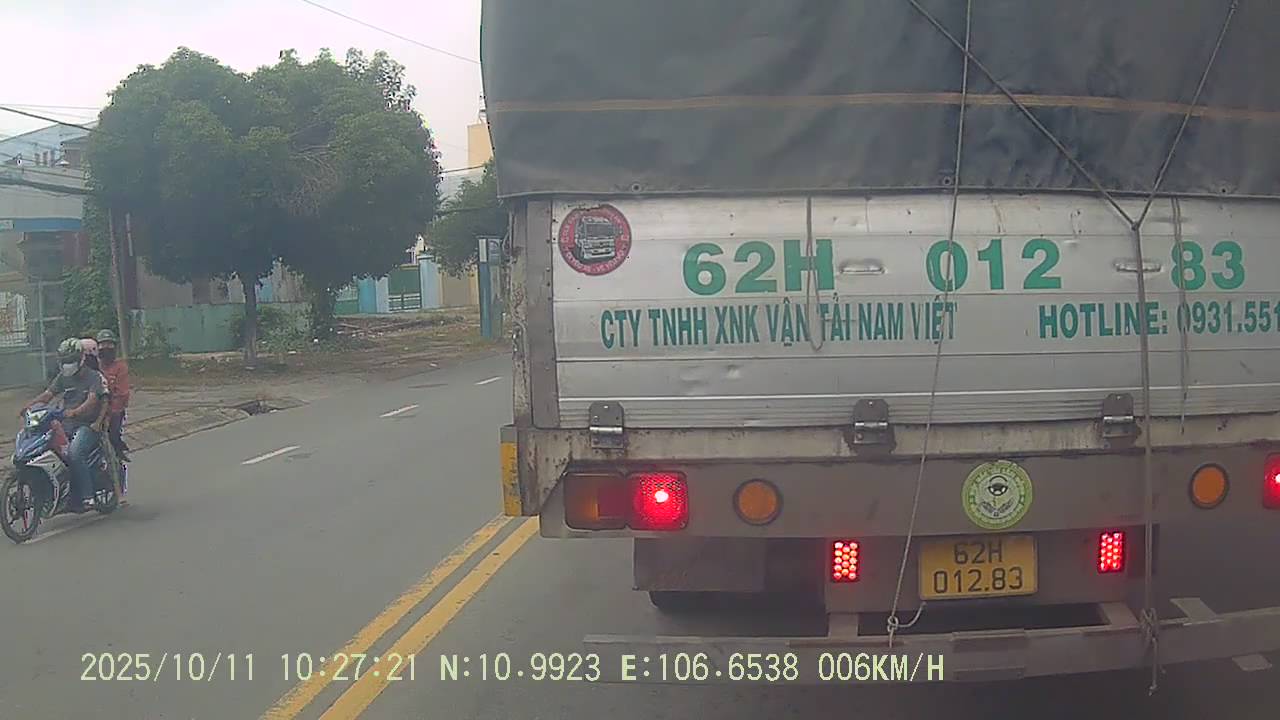 62H 012 83
CTY TNHH XNK VẬN TẢI NAM VIỆT HOTLINE: 0931.551
62H
012.83
2025/10/11 10:27:21 N:10.9923 E:106.6538 006KM/H